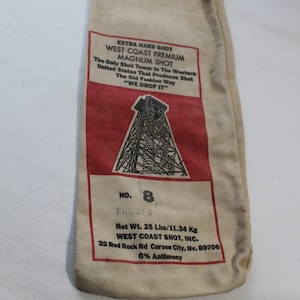 EXTRA HARD SHOT
WEST COAST PREMIUM
MAGNUM SHOT
The Only Shot Tower In The Western
United States That Produces Shot
The Old Fashion Way
"WE DROP IT"
NO. 8
Net Wt. 25 Lbs/11.34 Kg
WEST COAST SHOT, INC.
32 Red Rock Rd Carson City, Nv. 89706
6% Antimony